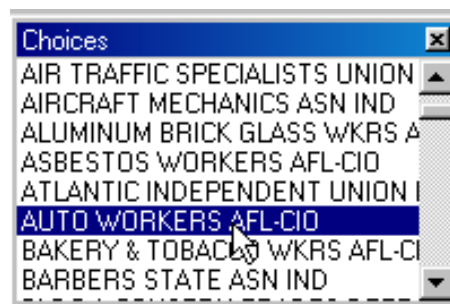 Choices
AIR TRAFFIC SPECIALISTS UNION
AIRCRAFT MECHANICS ASN IND
ALUMINUM BRICK GLASS WKRS A
ASBESTOS WORKERS AFL-CIO
ATLANTIC INDEPENDENT UNION
AUTO WORKERS AFL-CIO
BAKERY & TOBACCO WKRS AFL-CI
BARBERS STATE ASN IND